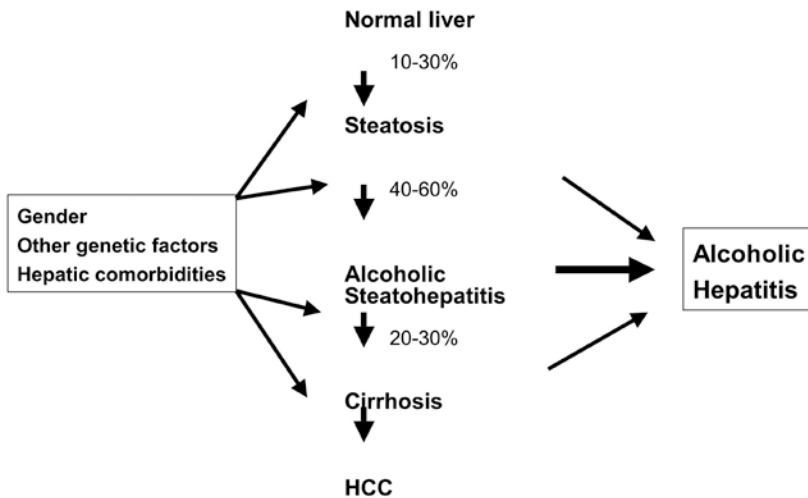 Normal liver
10-30%
Steatosis
40-60%
Gender
Other genetic factors
Hepatic comorbidities
Alcoholic
Steatohepatitis
20-30%
Cirrhosis
HCC
Alcoholic
Hepatitis